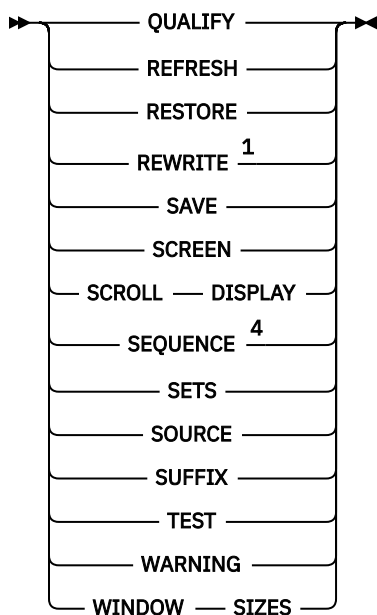 QUALIFY
REFRESH
RESTORE
REWRITE 1
SAVE
SCREEN
SCROLL DISPLAY
SEQUENCE 4
SETS
SOURCE
SUFFIX
TEST
WARNING
WINDOW SIZES